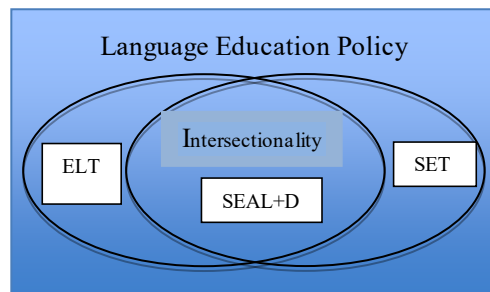 Language Education Policy
Intersectionality
ELT
SET
SEAL+D